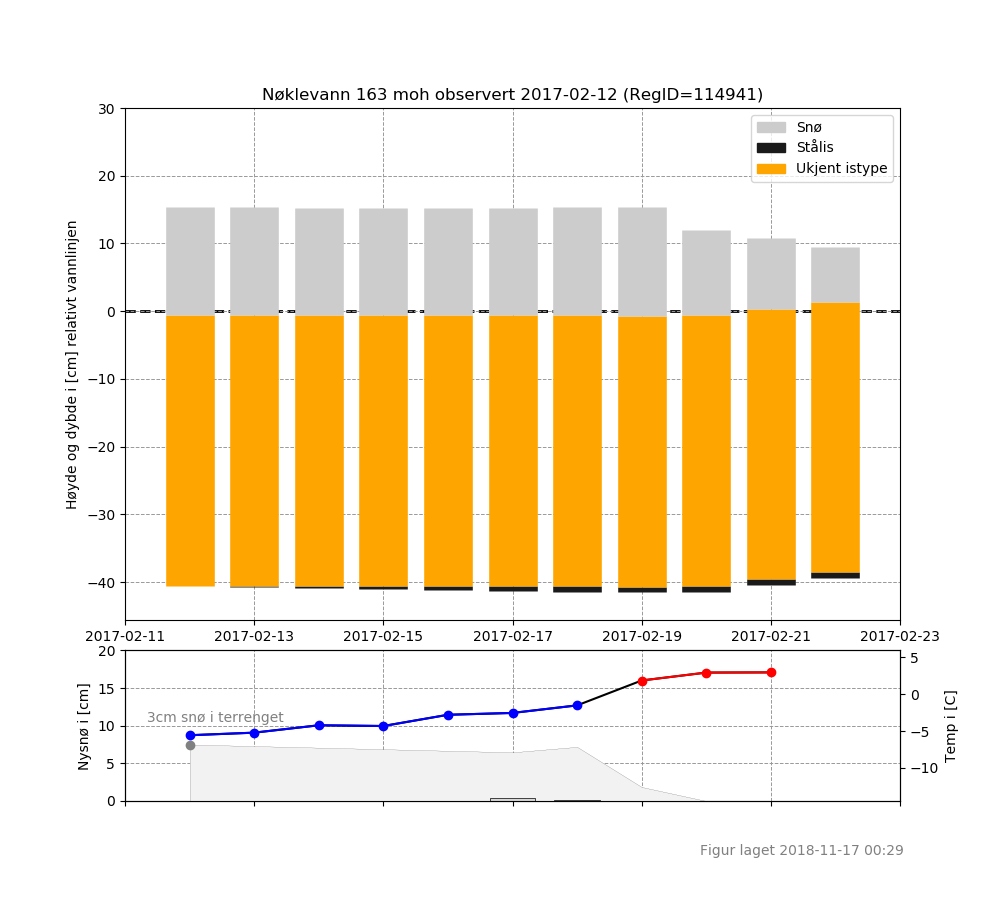 Nøklevann 163 moh observert 2017-02-12 (RegID=114941)
Høyde og dybde i [cm] relativt vannlinjen
30
20
10
0
−10
−20
−30
−40
Snø
Stålis
Ukjent istype
2017-02-11 2017-02-13 2017-02-15 2017-02-17 2017-02-19 2017-02-21 2017-02-23
Nysnø i [cm]
20
15
10
5
0
3cm snø i terrenget
5
0
−5
−10
Temp i [C]
Figur laget 2018-11-17 00:29